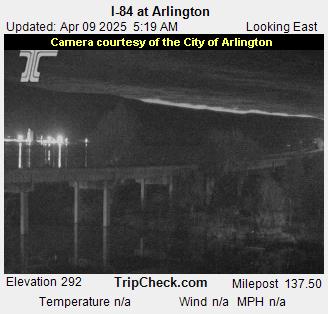 I-84 at Arlington
Updated: Apr 09 2025 5:19 AM Looking East
Camera courtesy of the City of Arlington
Elevation 292 TripCheck.com Milepost 137.50
Temperature n/a Wind n/a MPH n/a